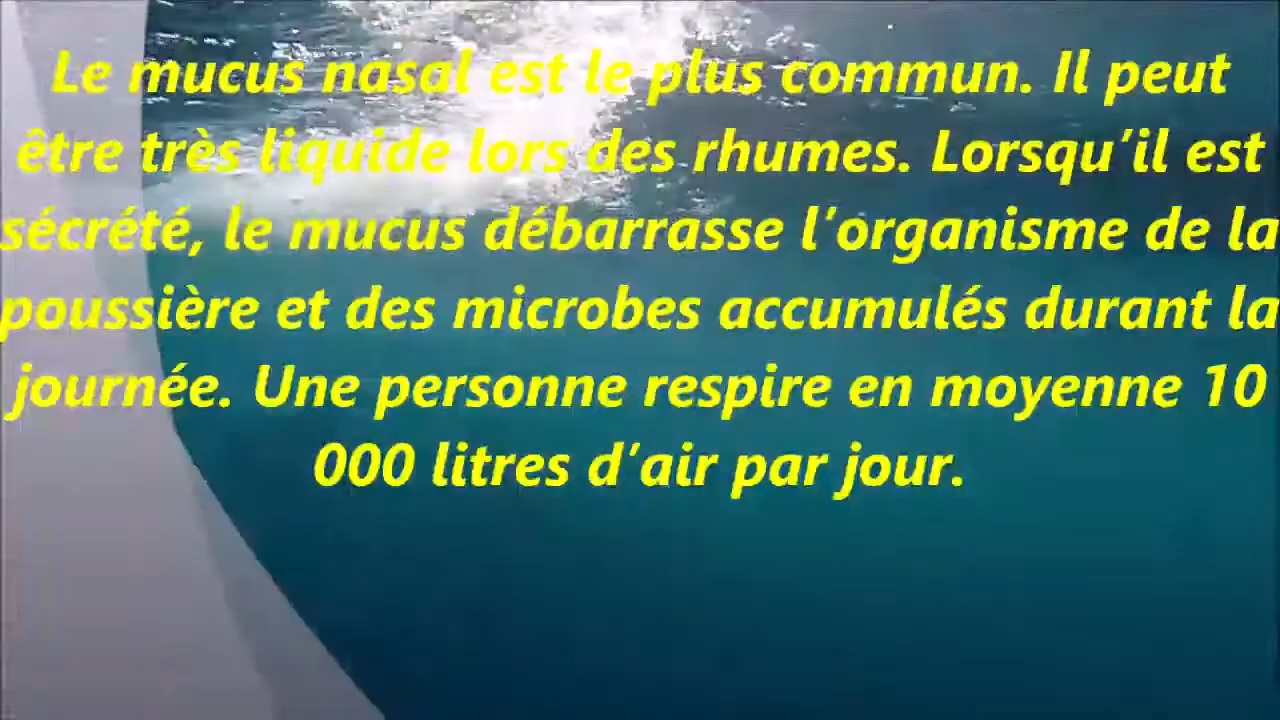 Le mucus nasal est le plus commun. Il peut
être très liquide lors des rhumes. Lorsqu'il est
sécrété, le mucus débarrasse l'organisme de la
poussière et des microbes accumulés durant la
journée. Une personne respire en moyenne 10
000 litres d'air par jour.